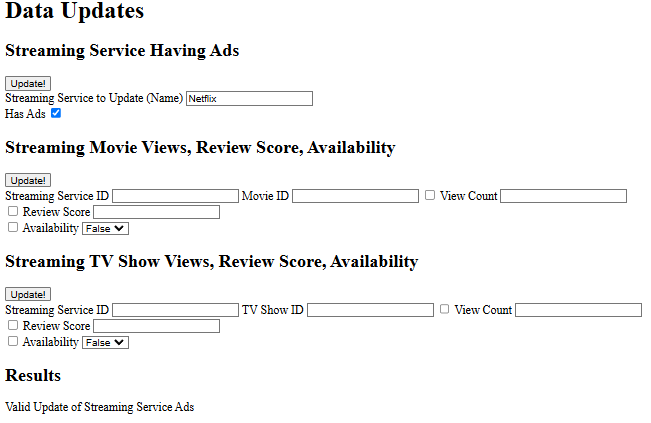 Data Updates
Streaming Service Having Ads
Update!
Streaming Service to Update (Name) Netflix
Has Ads
Streaming Movie Views, Review Score, Availability
Update!
Streaming Service ID Movie ID View Count
Review Score
Availability False
Streaming TV Show Views, Review Score, Availability
Update!
Streaming Service ID TV Show ID View Count
Review Score
Availability False
Results
Valid Update of Streaming Service Ads